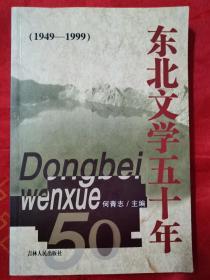 (1949—1999)
东北文学五十年
Dongbei
wenxue
50
何青志/主编
吉林人民出版社